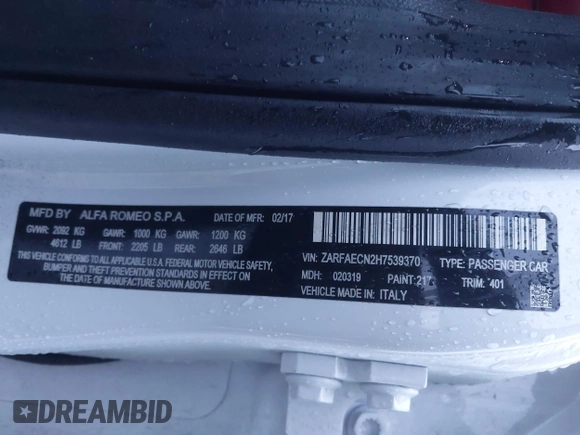 MFD BY ALFA ROMEO S.P.A. DATE OF MFR: 02/17
GVWR: 2092 KG GAWR: 1000 KG GAWR: 1200 KG
4612 LB FRONT: 2205 LB REAR: 2646 LB
THIS VEHICLE CONFORMS TO ALL APPLICABLE
U.S.A. FEDERAL MOTOR VEHICLE SAFETY,
BUMPER, AND THEFT PREVENTION STANDARDS IN EFFECT ON
THE DATE OF MANUFACTURE SHOWN ABOVE.
VIN: ZARFAECN2H7539370 TYPE: PASSENGER CAR
MDH: 020319 PAINT: 217 TRIM: 401
VEHICLE MADE IN: ITALY
DREAMBID